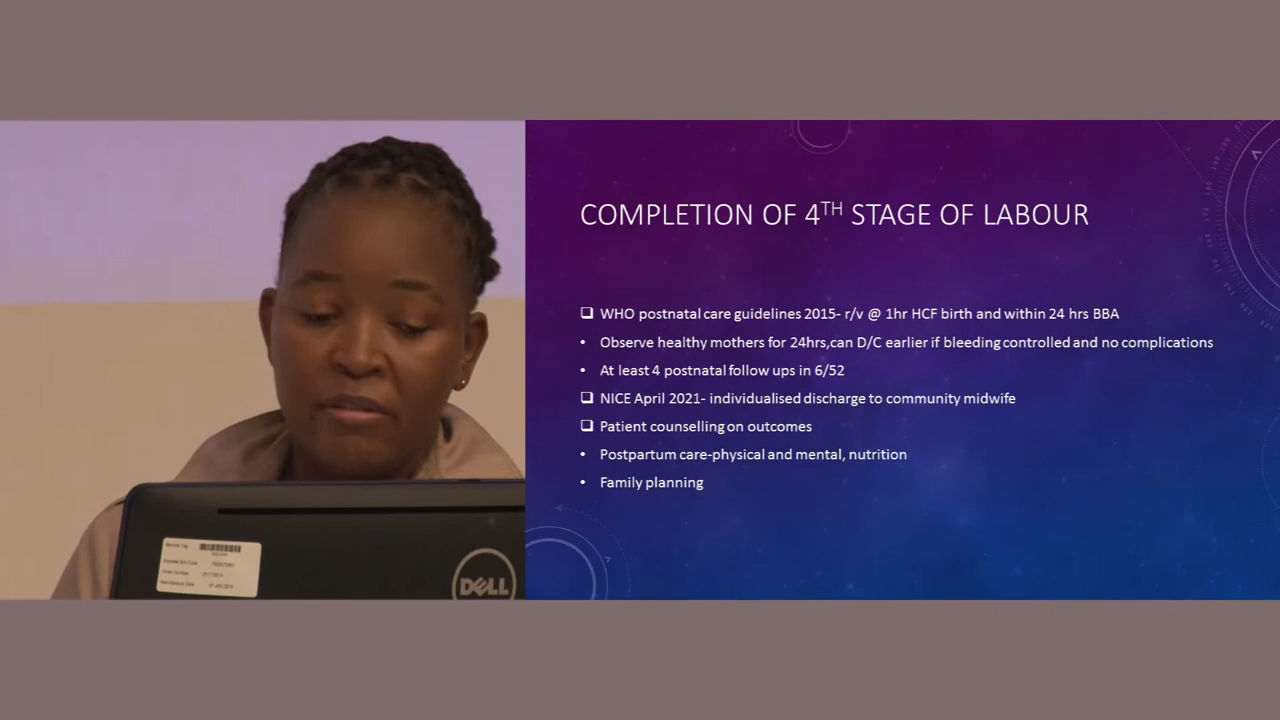 COMPLETION OF 4TH STAGE OF LABOUR
WHO postnatal care guidelines 2015- r/v @ 1hr HCF birth and within 24 hrs BBA
Observe healthy mothers for 24hrs,can D/C earlier if bleeding controlled and no complications
At least 4 postnatal follow ups in 6/52
NICE April 2021- individualised discharge to community midwife
Patient counselling on outcomes
Postpartum care-physical and mental, nutrition
Family planning
DELL